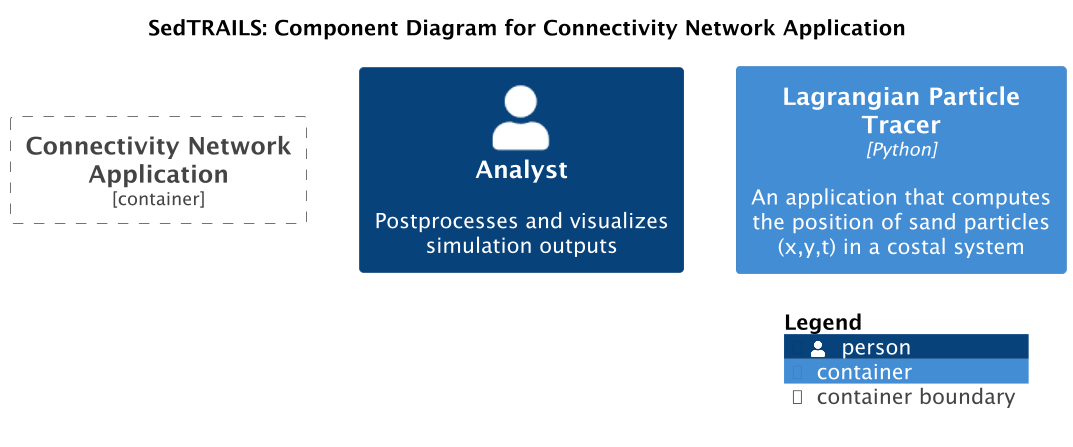 SedTRAILS: Component Diagram for Connectivity Network Application
Connectivity Network
Application
[container]
Analyst
Postprocesses and visualizes
simulation outputs
Lagrangian Particle
Tracer
[Python]
An application that computes
the position of sand particles
(x,y,t) in a costal system
Legend
person
container
container boundary